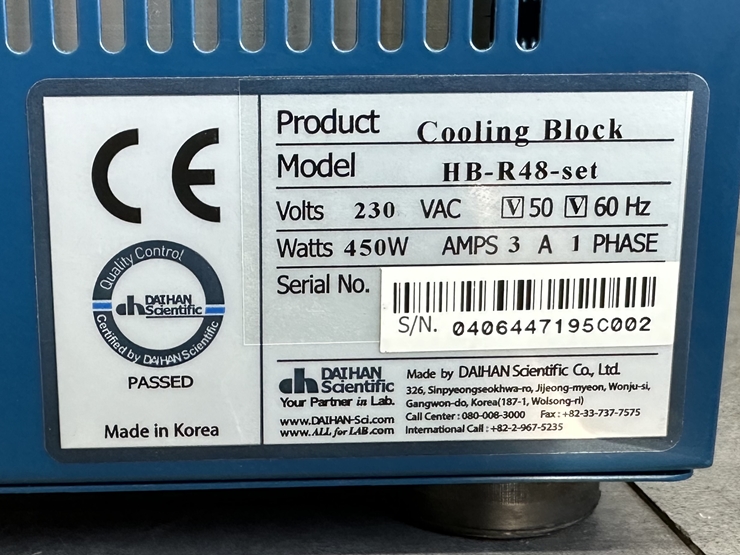 CE
Quality Control
DAIHAN
Scientific
Certified by DAIHAN Scientific
PASSED
Made in Korea
Product Cooling Block
Model HB-R48-set
Volts 230 VAC V 50 V 60 Hz
Watts 450W AMPS 3 A 1 PHASE
Serial No.
S/N. 0406447195C002
DAIHAN
Scientific
Your Partner in Lab.
www.DAIHAN-Sci.com
www.ALL for LAB.com
Made by DAIHAN Scientific Co., Ltd.
326, Sinpyeongseokhwa-ro, Jijeong-myeon, Wonju-si,
Gangwon-do, Korea(187-1, Wolsong-ri)
Call Center : 080-008-3000 Fax : +82-33-737-7575
International Call : +82-2-967-5235